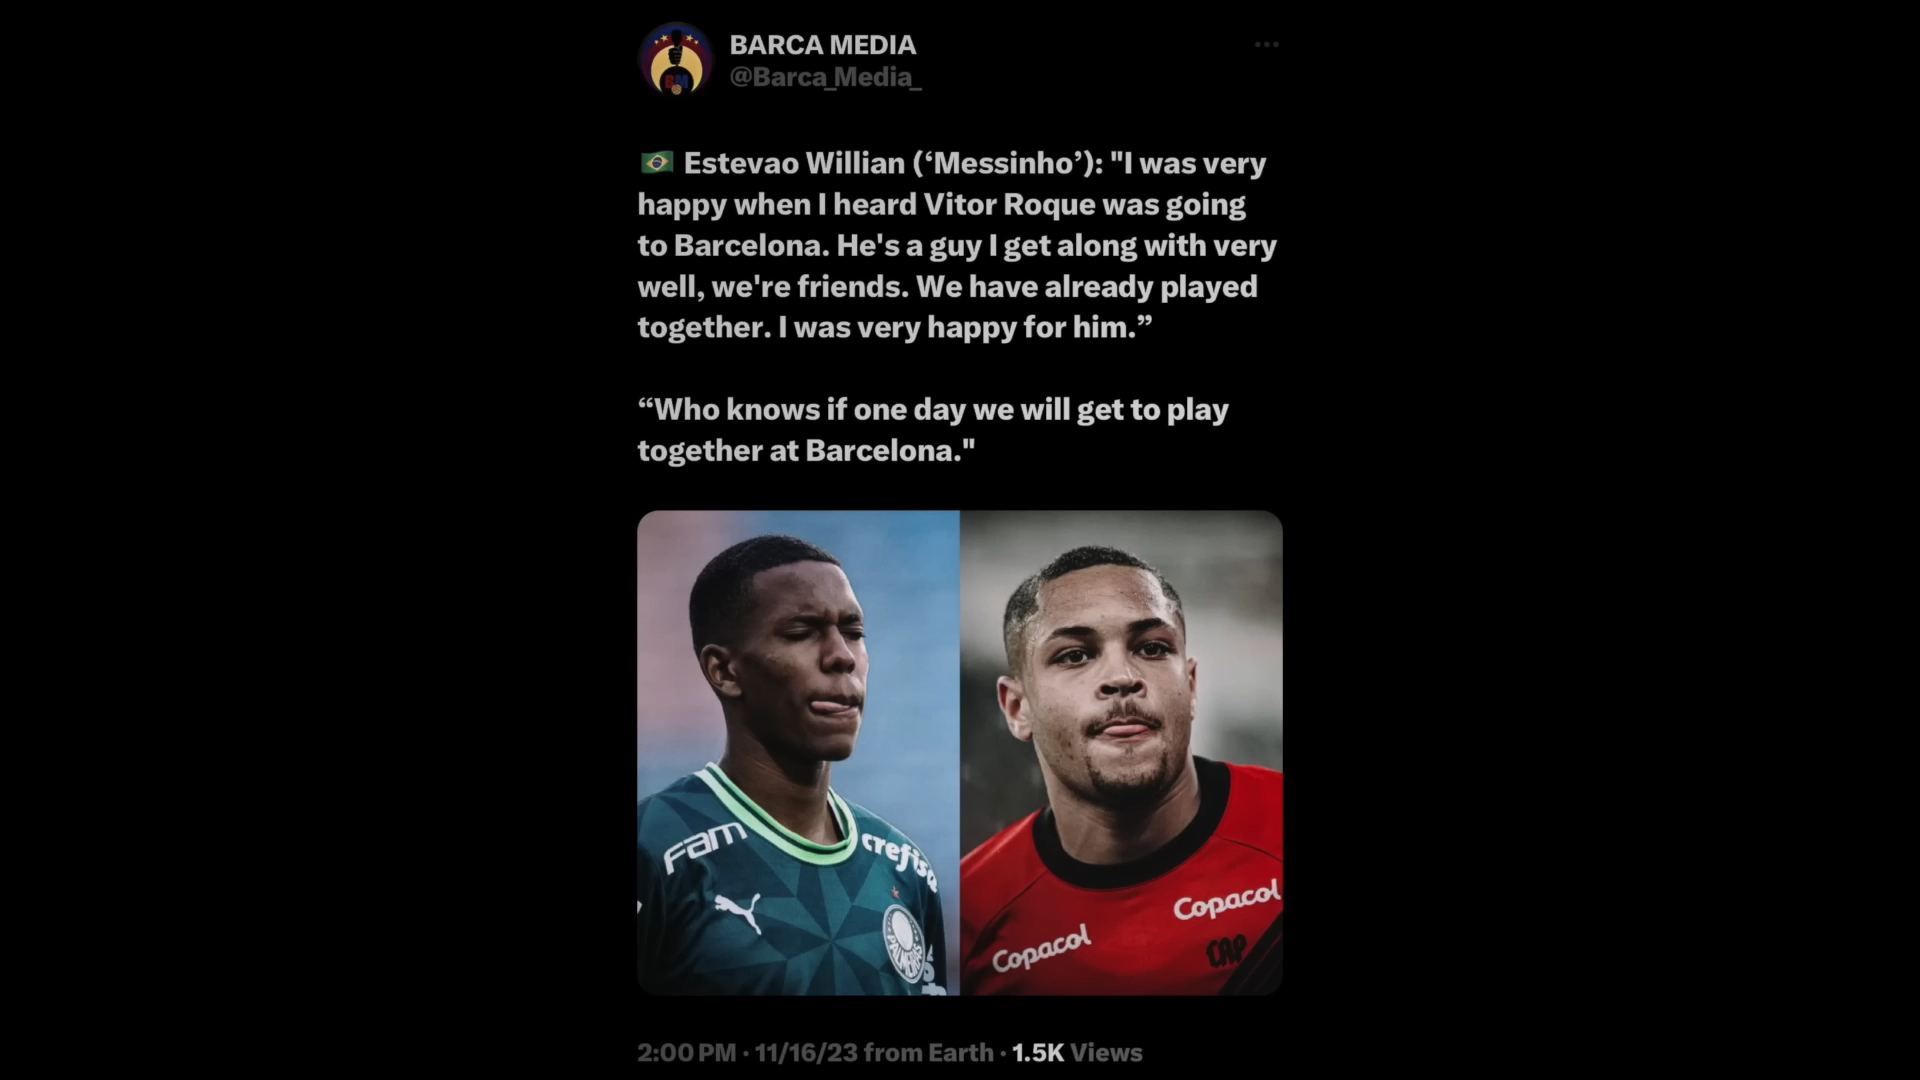 BARCA MEDIA
@Barca_Media_
Estevao Willian (‘Messinho’): "I was very
happy when I heard Vitor Roque was going
to Barcelona. He's a guy I get along with very
well, we're friends. We have already played
together. I was very happy for him.”
“Who knows if one day we will get to play
together at Barcelona."
BM
Fam
crefisa
PALMEIRAS
Copacol
Copacol
CAP
2:00 PM · 11/16/23 from Earth · 1.5K Views